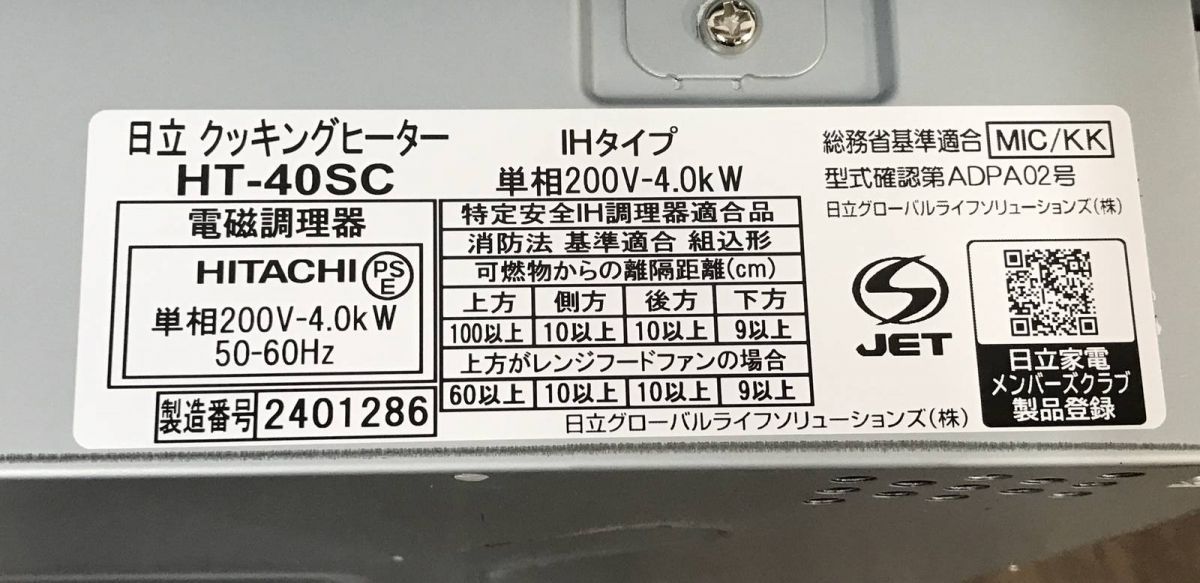 日立 クッキングヒーター
HT-40SC
電磁調理器
HITACHI PSE
単相200V-4.0kW
50-60Hz
製造番号 2401286
IHタイプ
単相200V-4.0kW
特定安全IH調理器適合品
消防法 基準適合 組込形
可燃物からの離隔距離(cm)
上方 側方 後方 下方
100以上 10以上 10以上 9以上
上方がレンジフードファンの場合
60以上 10以上 10以上 9以上
日立グローバルライフソリューションズ(株)
総務省基準適合 MIC/KK
型式確認第ADPA02号
日立グローバルライフソリューションズ(株)
JET
日立家電
メンバーズクラブ
製品登録